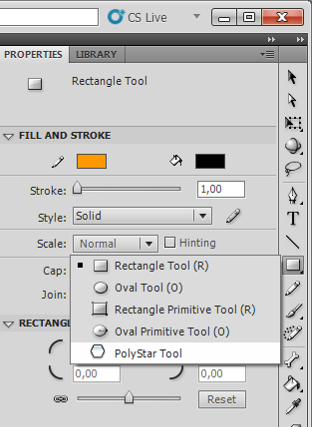 CS Live
PROPERTIES LIBRARY
Rectangle Tool
FILL AND STROKE
Stroke: 1,00
Style: Solid
Scale: Normal Hinting
Cap:
Join:
Rectangle Tool (R)
Oval Tool (O)
Rectangle Primitive Tool (R)
Oval Primitive Tool (O)
PolyStar Tool
RECTANG
0,00 0,00
Reset
T